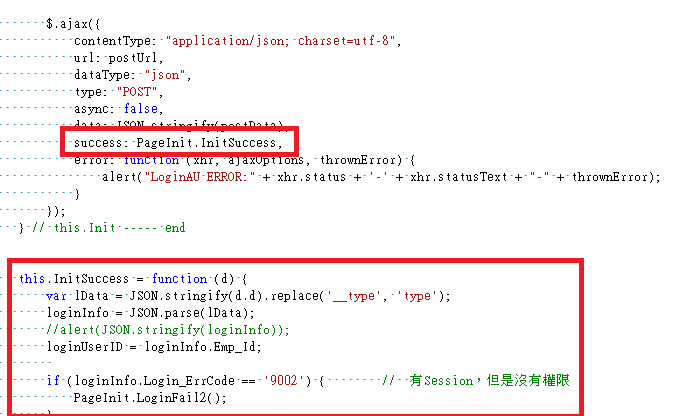 $.ajax({
contentType: "application/json; charset=utf-8",
url: postUrl,
dataType: "json",
type: "POST",
async: false,
data: JSON.stringify(postData),
success: PageInit.InitSuccess,
error: function (xhr, ajaxOptions, thrownError) {
alert("LoginAU ERROR:" + xhr.status + '-' + xhr.statusText + "-" + thrownError);
}
});
} // this.Init ----- end
this.InitSuccess = function (d) {
var lData = JSON.stringify(d.d).replace('__type', 'type');
loginInfo = JSON.parse(lData);
//alert(JSON.stringify(loginInfo));
loginUserID = loginInfo.Emp_Id;
if (loginInfo.Login_ErrCode == '9002') { // 有Session，但是沒有權限
PageInit.LoginFail2();
}